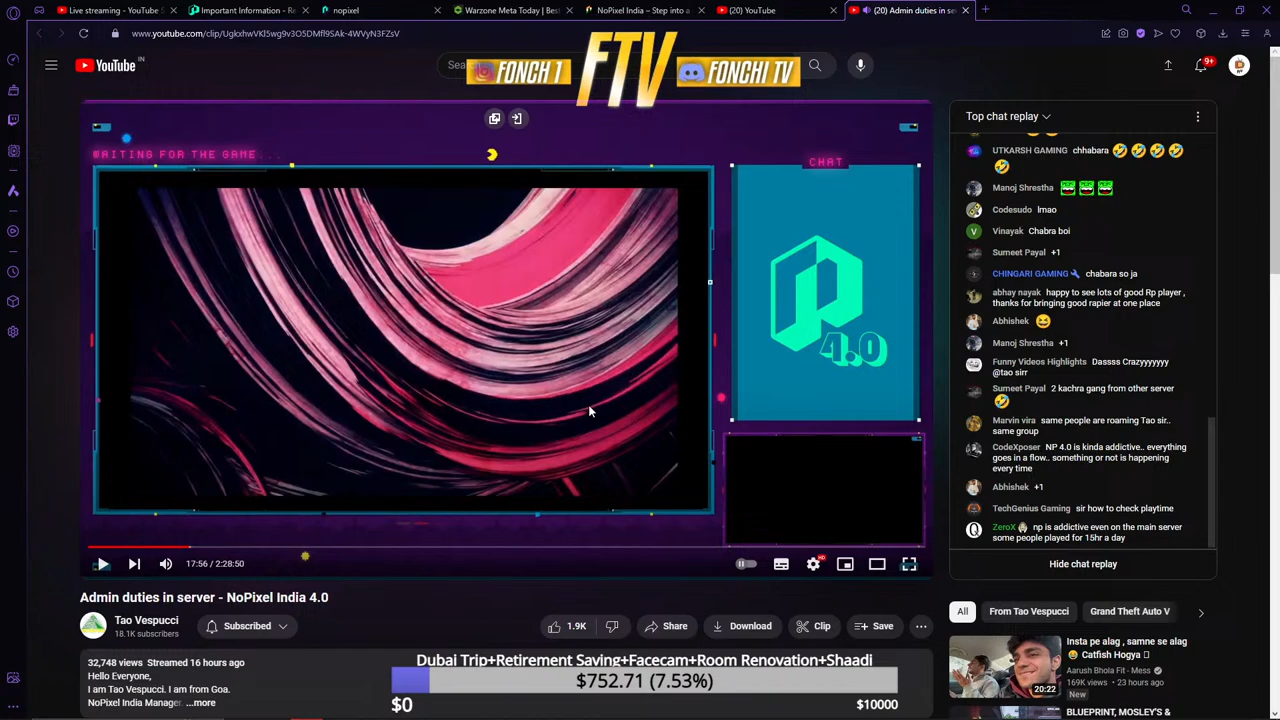 Live streaming - YouTube S
Important Information - Re
nopixel
Warzone Meta Today | Best
NoPixel India – Step into a
(20) YouTube
(20) Admin duties in se
www.youtube.com/clip/UgkxhwVKl5wg9v3O5DMfl9SAk-4WVyN3FZsV
YouTube IN
Sea
FONCH 1
FTV
FONCHI TV
9+
WAITING FOR THE GAME...
CHAT
4.0
Top chat replay
UTKARSH GAMING chhabara 🤣 🤣 🤣 🤣
🤣
Manoj Shrestha
Codesudo lmao
Vinayak Chabra boi
Sumeet Payal +1
CHINGARI GAMING chabara so ja
abhay nayak happy to see lots of good Rp player ,
thanks for bringing good rapier at one place
Abhishek 😆
Manoj Shrestha +1
Funny Videos Highlights Dassss Crazyyyyyy
@tao sirr
Sumeet Payal 2 kachra gang from other server
🤣
Marvin vira same people are roaming Tao sir..
same group
CodeXposer NP 4.0 is kinda addictive.. everything
goes in a flow.. something or not is happening
every time
Abhishek +1
TechGenius Gaming sir how to check playtime
ZeroX np is addictive even on the main server
some people played for 15hr a day
Hide chat replay
17:56 / 2:28:50
HD
Admin duties in server - NoPixel India 4.0
Tao Vespucci
18.1K subscribers
Subscribed
1.9K
Share
Download
Clip
Save
32,748 views Streamed 16 hours ago
Hello Everyone,
I am Tao Vespucci. I am from Goa.
NoPixel India Manager. ...more
Dubai Trip+Retirement Saving+Facecam+Room Renovation+Shaadi
$752.71 (7.53%)
$0
$10000
All
From Tao Vespucci
Grand Theft Auto V
Insta pe alag , samne se alag
😂 Catfish Hogya
Aarush Bhola Fit - Mess
169K views • 23 hours ago
New
20:22
BLUEPRINT, MOSLEY'S &